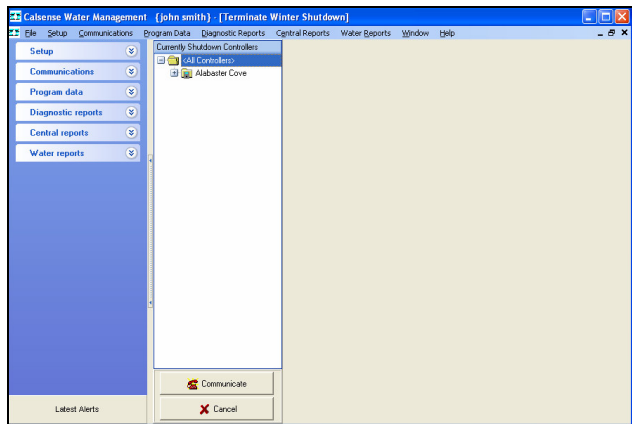 Calsense Water Management {john smith} - [Terminate Winter Shutdown]
File Setup Communications Program Data Diagnostic Reports Central Reports Water Reports Window Help
Setup
Communications
Program data
Diagnostic reports
Central reports
Water reports
Latest Alerts
Currently Shutdown Controllers
<All Controllers>
Alabaster Cove
Communicate
Cancel